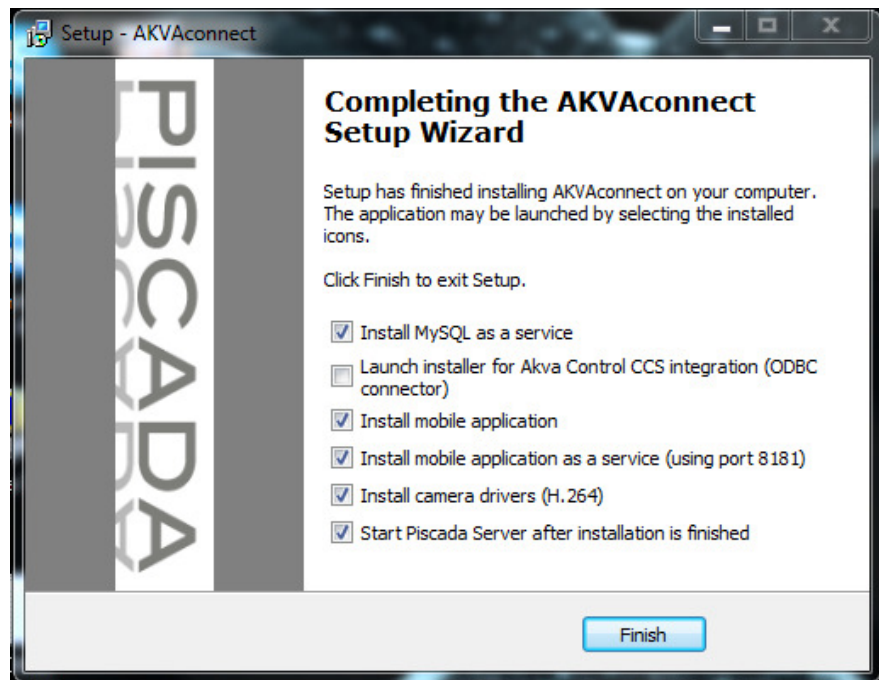 Setup - AKVAconnect
PISCADA
Completing the AKVAconnect
Setup Wizard
Setup has finished installing AKVAconnect on your computer.
The application may be launched by selecting the installed
icons.
Click Finish to exit Setup.
Install MySQL as a service
Launch installer for Akva Control CCS integration (ODBC
connector)
Install mobile application
Install mobile application as a service (using port 8181)
Install camera drivers (H.264)
Start Piscada Server after installation is finished
Finish